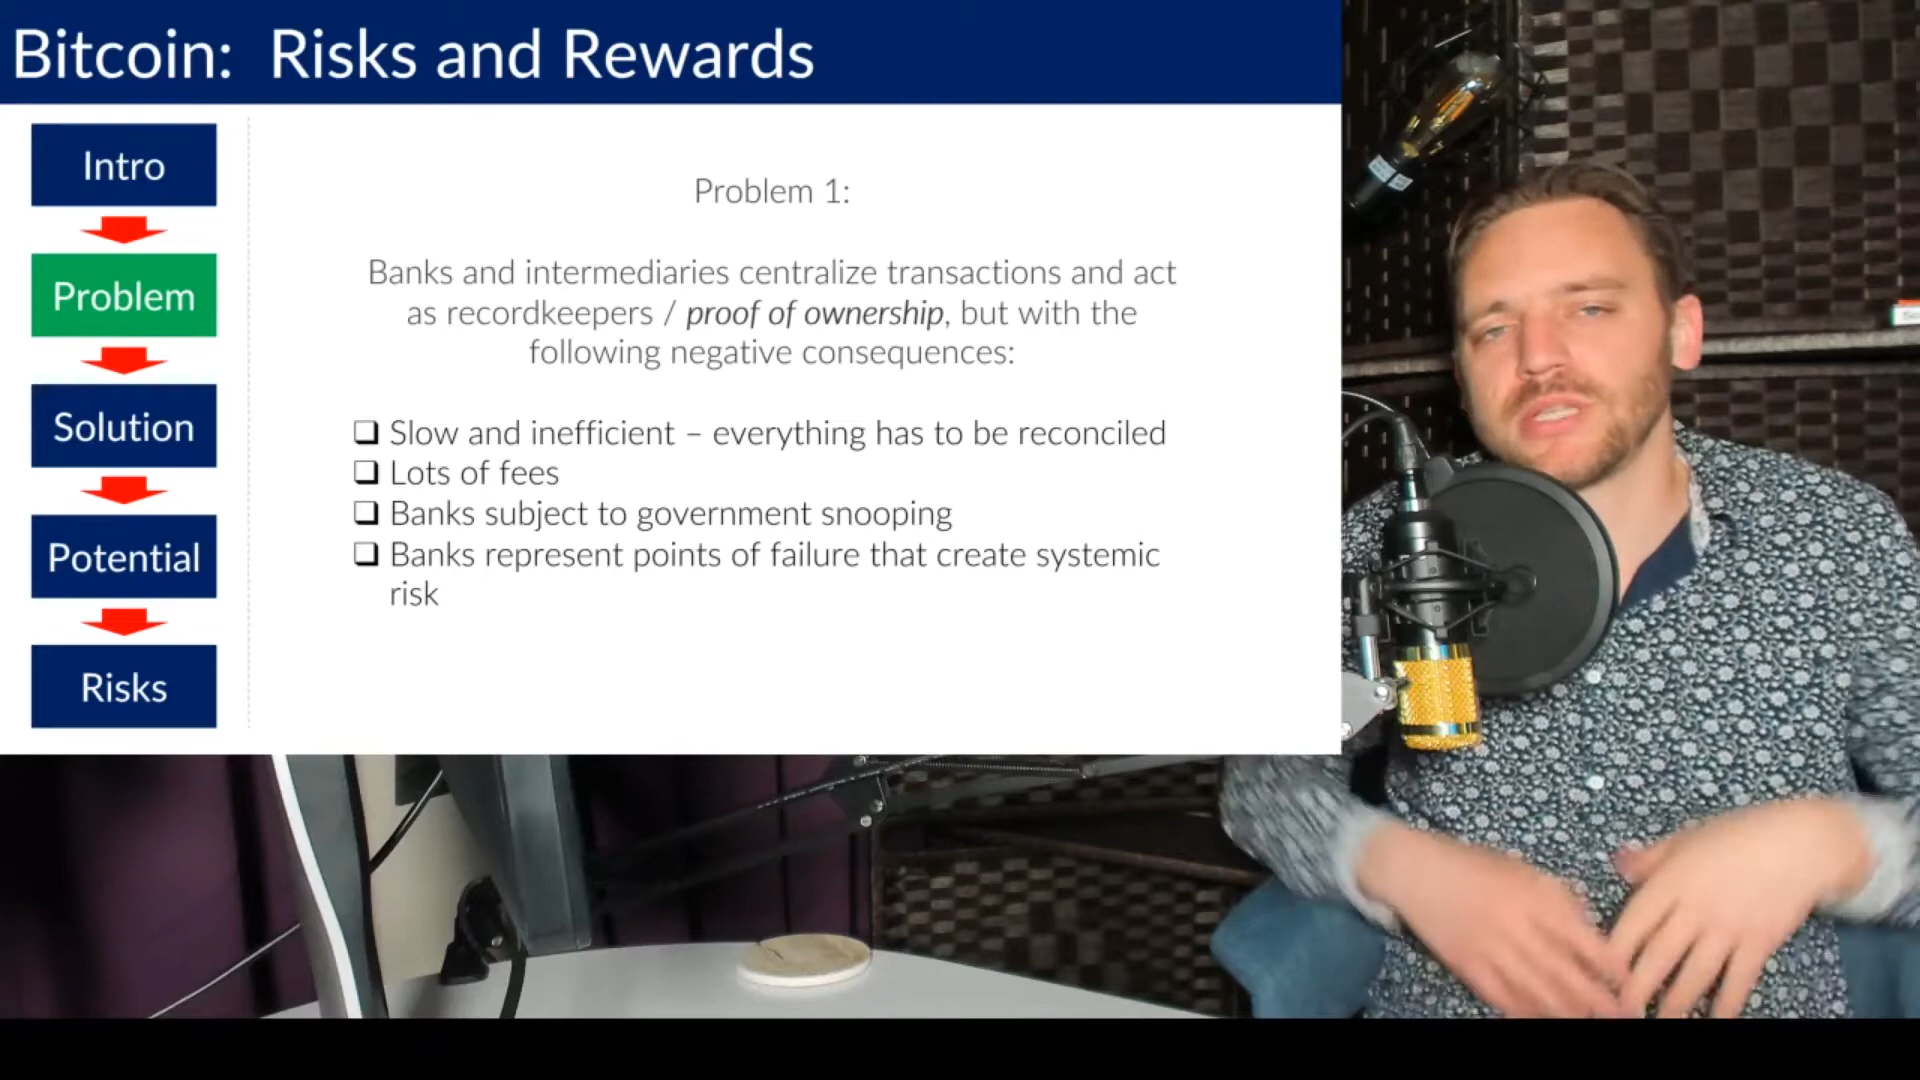 Bitcoin: Risks and Rewards
Intro
Problem
Solution
Potential
Risks
Problem 1:
Banks and intermediaries centralize transactions and act
as recordkeepers / proof of ownership, but with the
following negative consequences:
❑ Slow and inefficient – everything has to be reconciled
❑ Lots of fees
❑ Banks subject to government snooping
❑ Banks represent points of failure that create systemic
risk